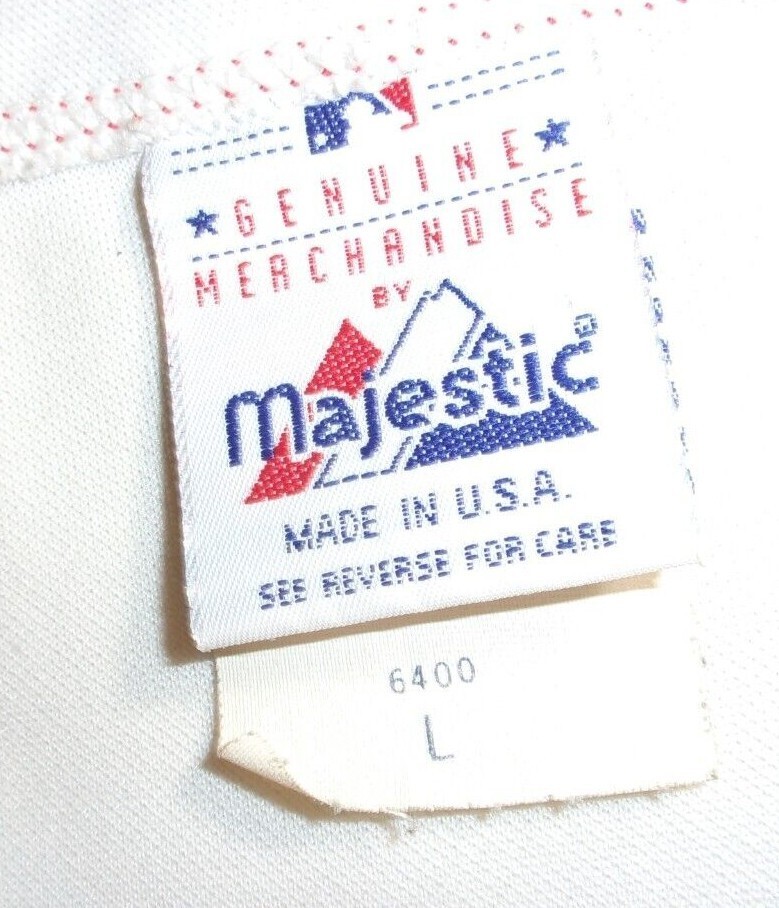 GENUINE
MERCHANDISE
BY
majestic
MADE IN U.S.A.
SEE REVERSE FOR CARE
6400
L